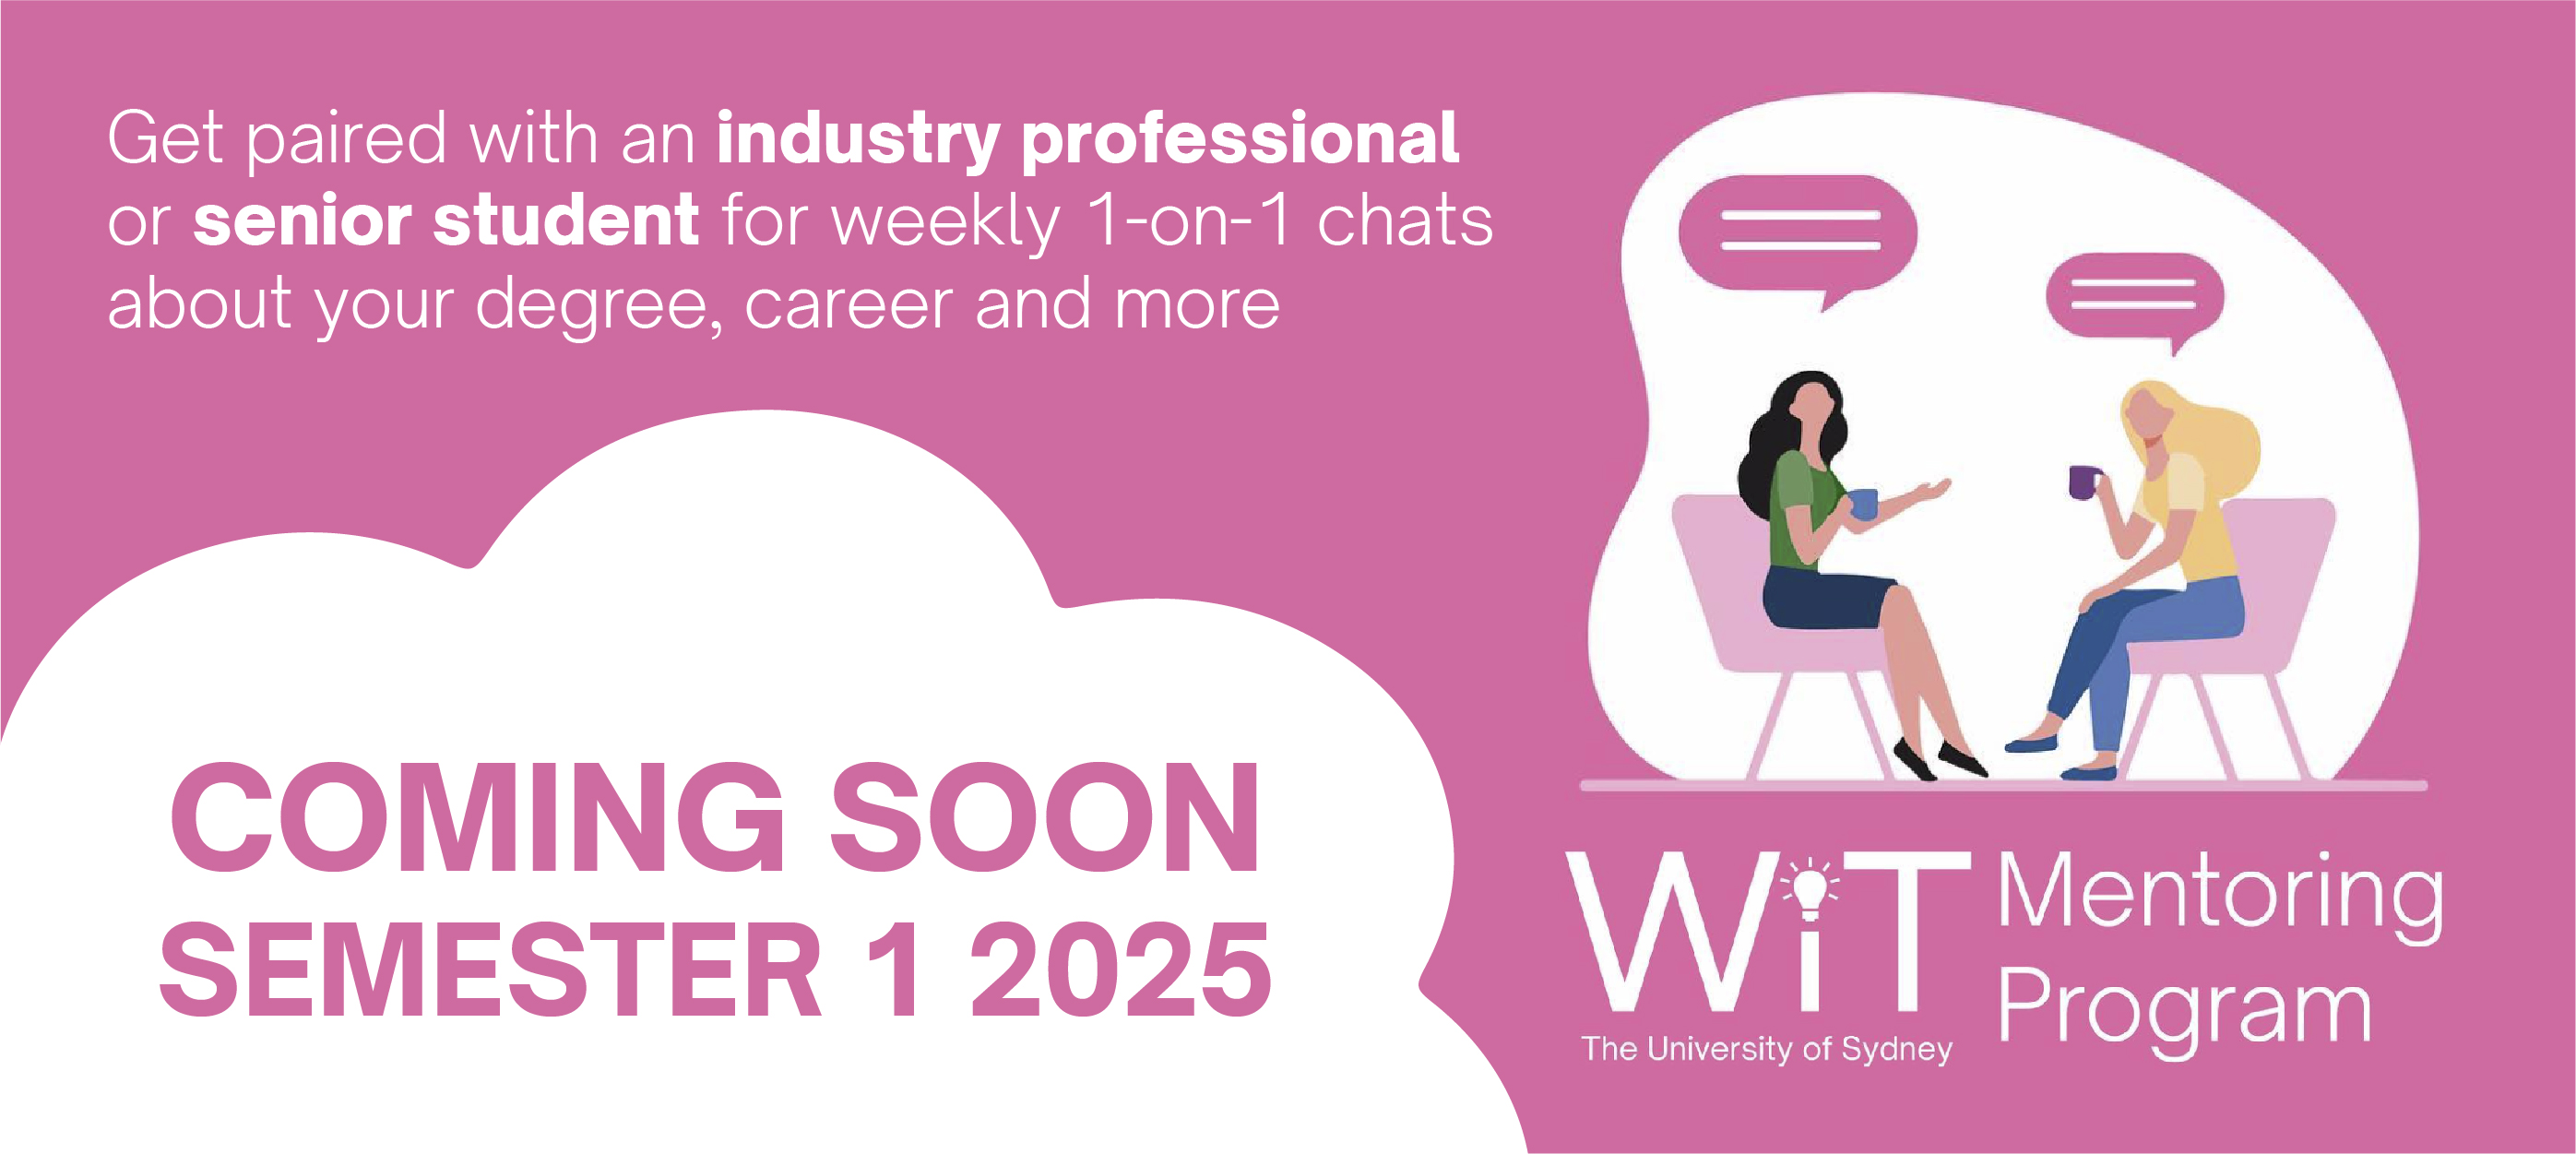 Get paired with an industry professional
or senior student for weekly 1-on-1 chats
about your degree, career and more
COMING SOON
SEMESTER 1 2025
WiT
The University of Sydney
Mentoring
Program